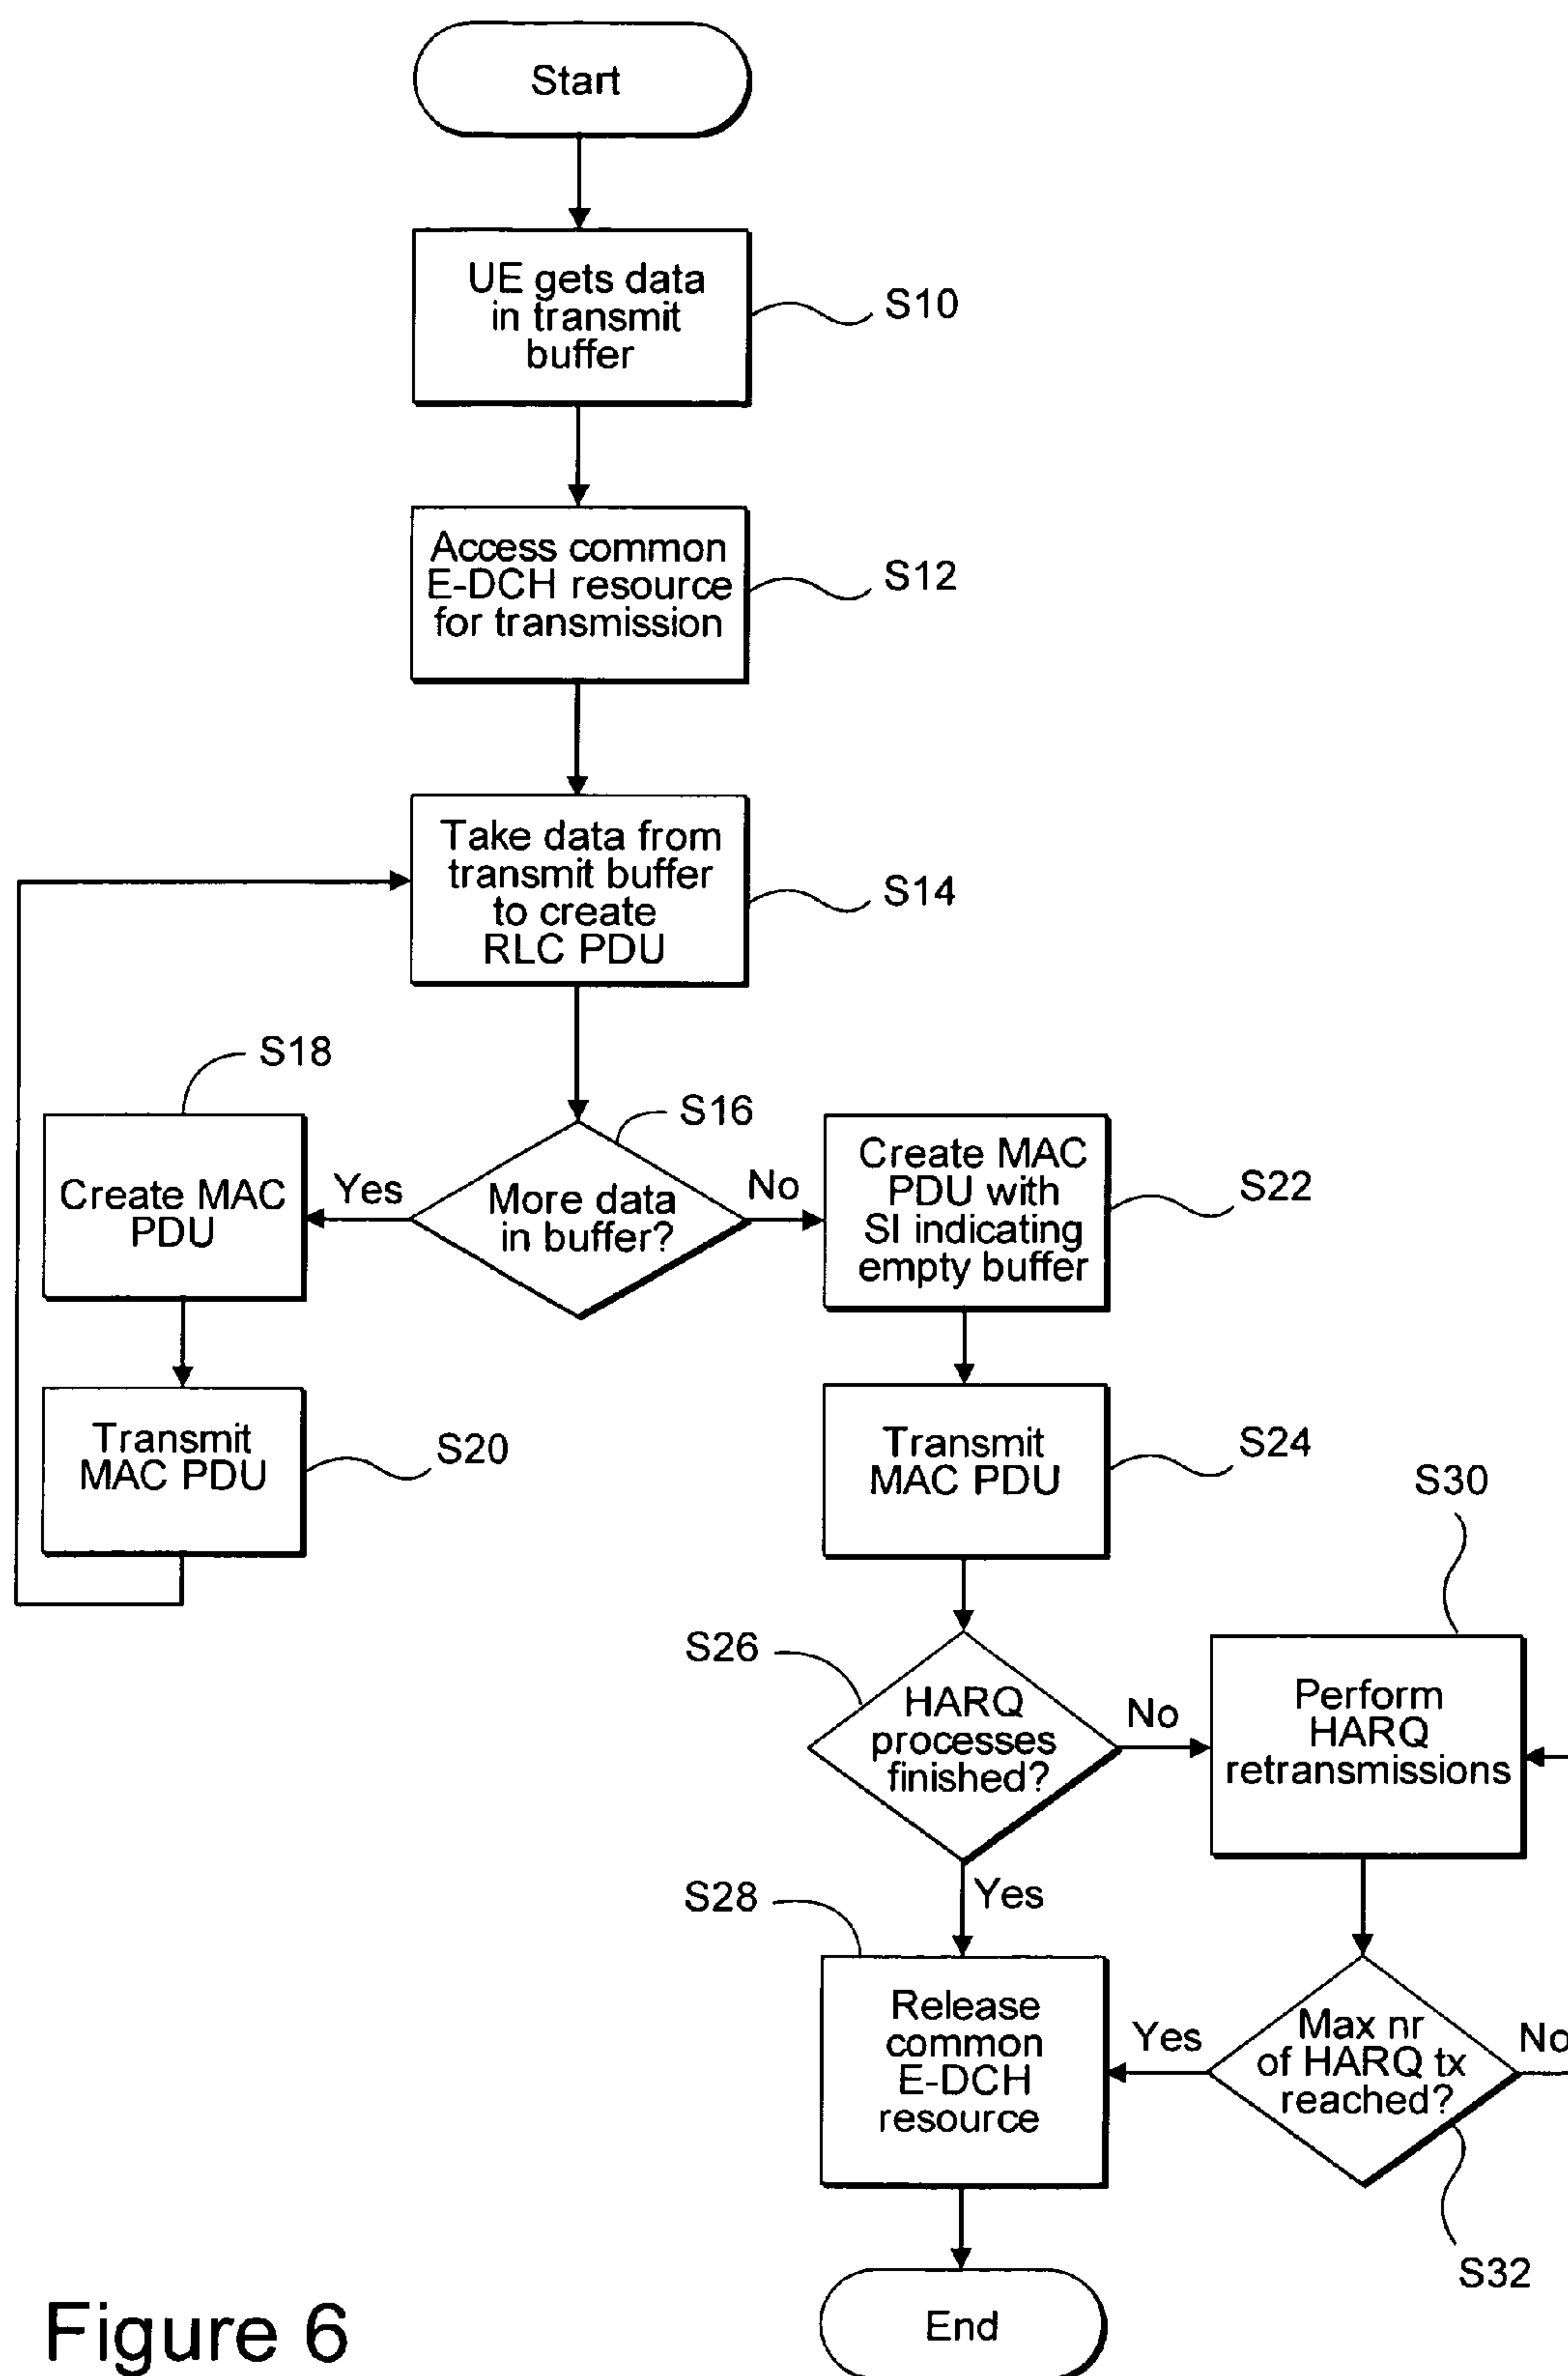 Start
UE gets data
in transmit
buffer
S10
Access common
E-DCH resource
for transmission
S12
Take data from
transmit buffer
to create
RLC PDU
S14
S18
S16
Create MAC
PDU
Yes
More data
in buffer?
No
Create MAC
PDU with
SI indicating
empty buffer
S22
Transmit
MAC PDU
S20
Transmit
MAC PDU
S24
S30
S26
HARQ
processes
finished?
No
Perform
HARQ
retransmissions
Yes
S28
Release
common
E-DCH
resource
Yes
Max nr
of HARQ tx
reached?
No
S32
End
Figure 6